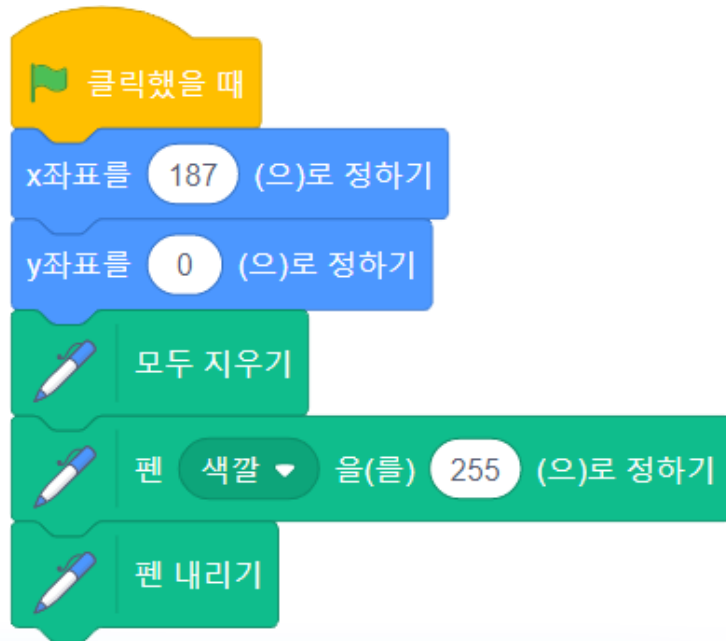 클릭했을 때
x좌표를 187 (으)로 정하기
y좌표를 0 (으)로 정하기
모두 지우기
펜 색깔 을(를) 255 (으)로 정하기
펜 내리기